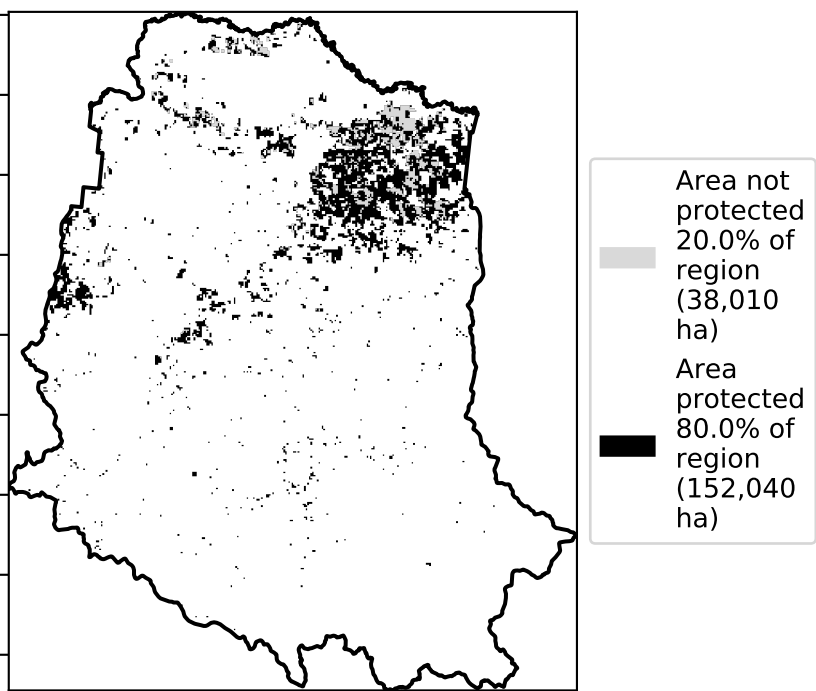 Area not
protected
20.0% of
region
(38,010
ha)
Area
protected
80.0% of
region
(152,040
ha)